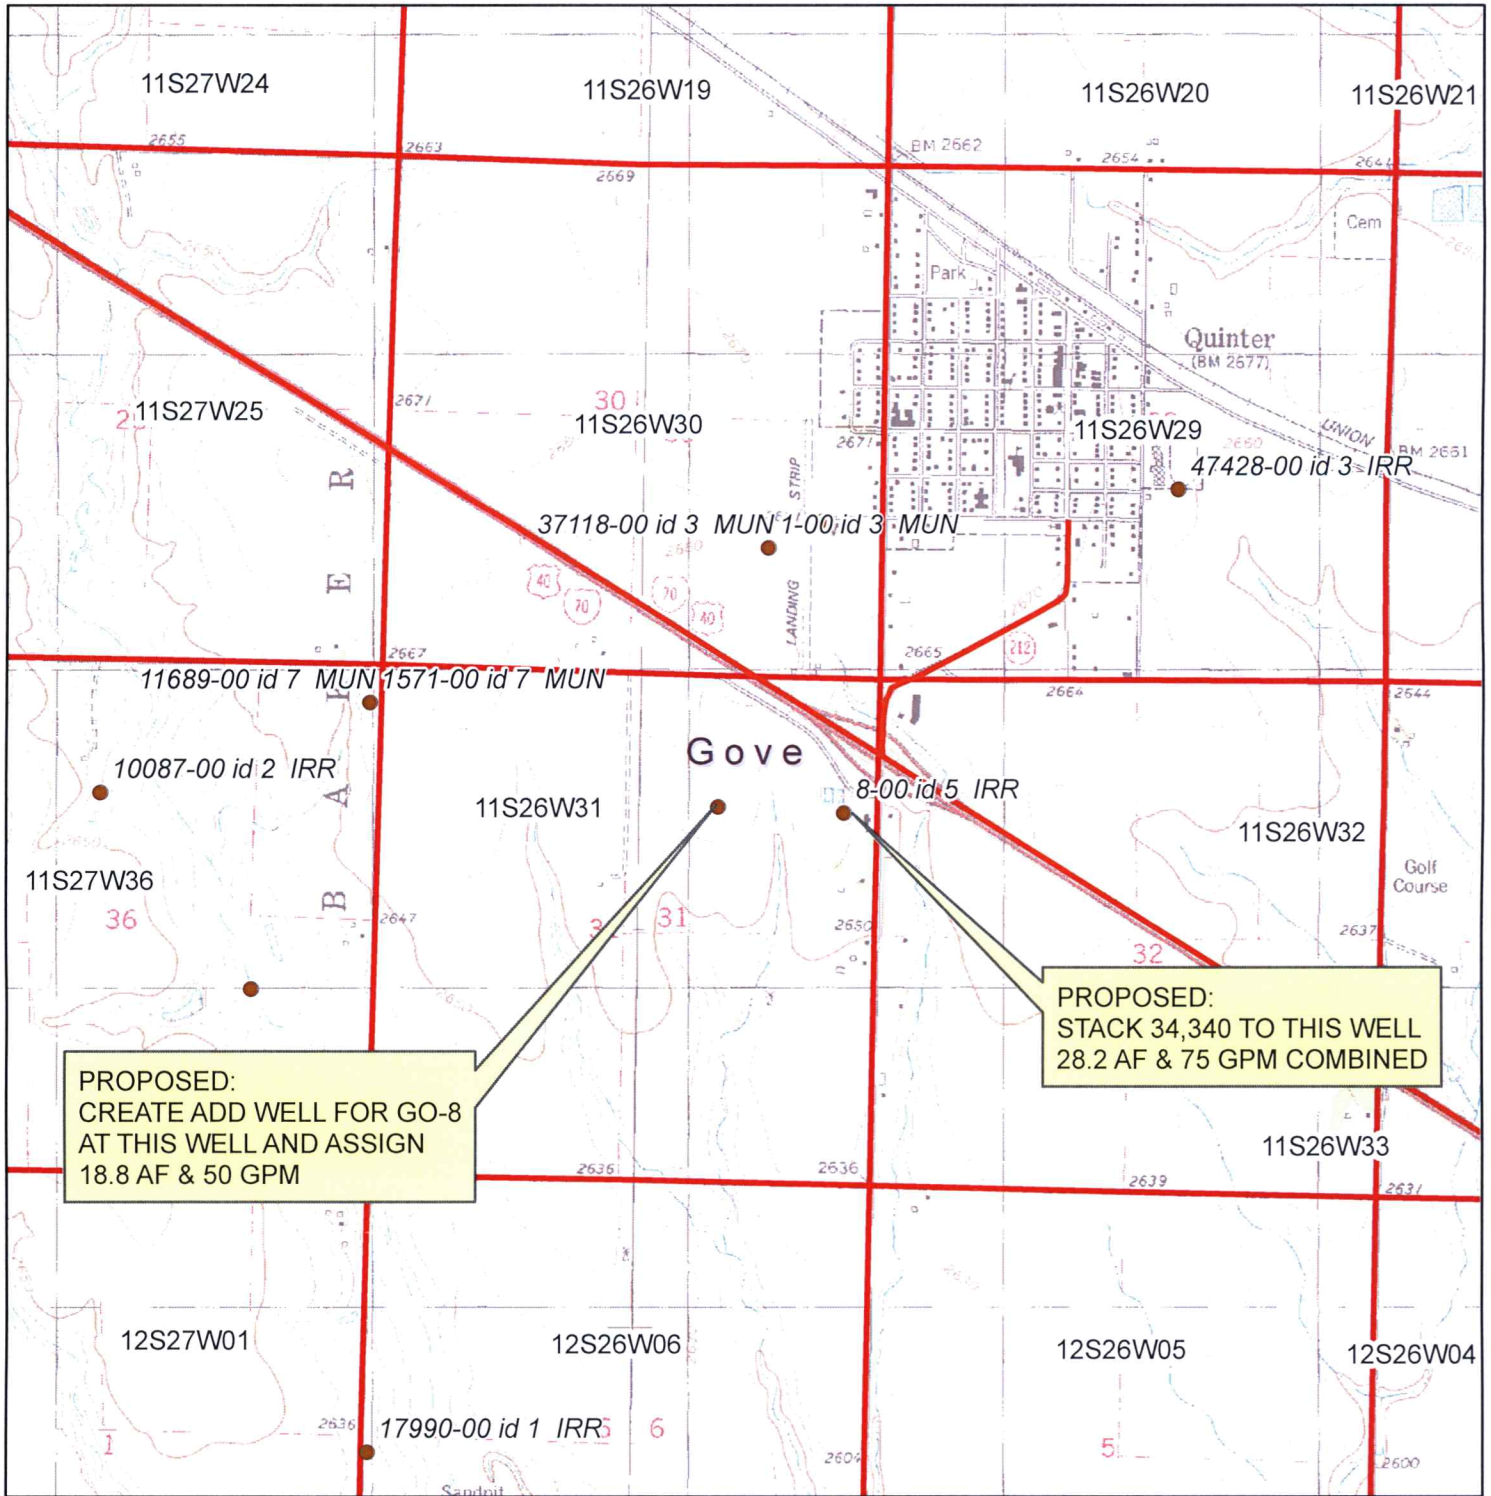 11S27W24
11S26W19
11S26W20
11S26W21
2655
2663
2669
BM 2662
2654
264
Cem
Park
Quinter
(BM 2677)
11S27W25
2671
30
11S26W30
2671
11S26W29
2660
UNION
BM 2661
47428-00 id 3 IRR
R
STRIP
37118-00 id 3 MUN 1-00 id 3 MUN
2660
40
70
70
40
LANDING
E
2670
212
2667
2665
2664
2644
11689-00 id 7 MUN 1571-00 id 7 MUN
Gove
10087-00 id 2 IRR
8-00 id 5 IRR
A
11S26W31
11S26W32
Golf
Course
11S27W36
36
B
2647
31
2650
32
2637
PROPOSED:
STACK 34,340 TO THIS WELL
28.2 AF & 75 GPM COMBINED
PROPOSED:
CREATE ADD WELL FOR GO-8
AT THIS WELL AND ASSIGN
18.8 AF & 50 GPM
11S26W33
2636
2636
2639
2631
12S27W01
12S26W06
12S26W05
12S26W04
2636
17990-00 id 1 IRR
6
1
5
2604
2600
Sandpit